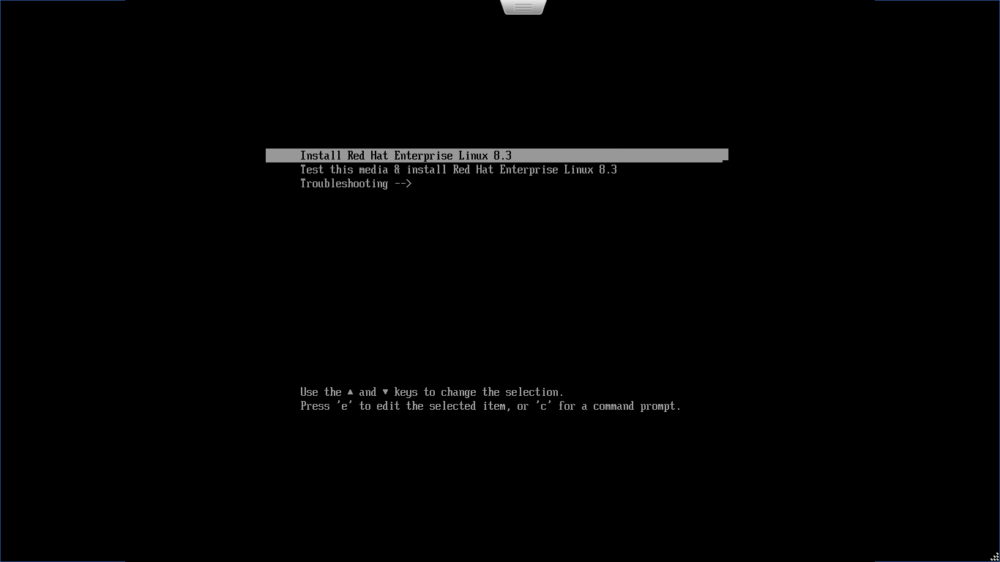 Install Red Hat Enterprise Linux 8.3
Test this media & install Red Hat Enterprise Linux 8.3
Troubleshooting -->
Use the ▲ and ▼ keys to change the selection.
Press 'e' to edit the selected item, or 'c' for a command prompt.